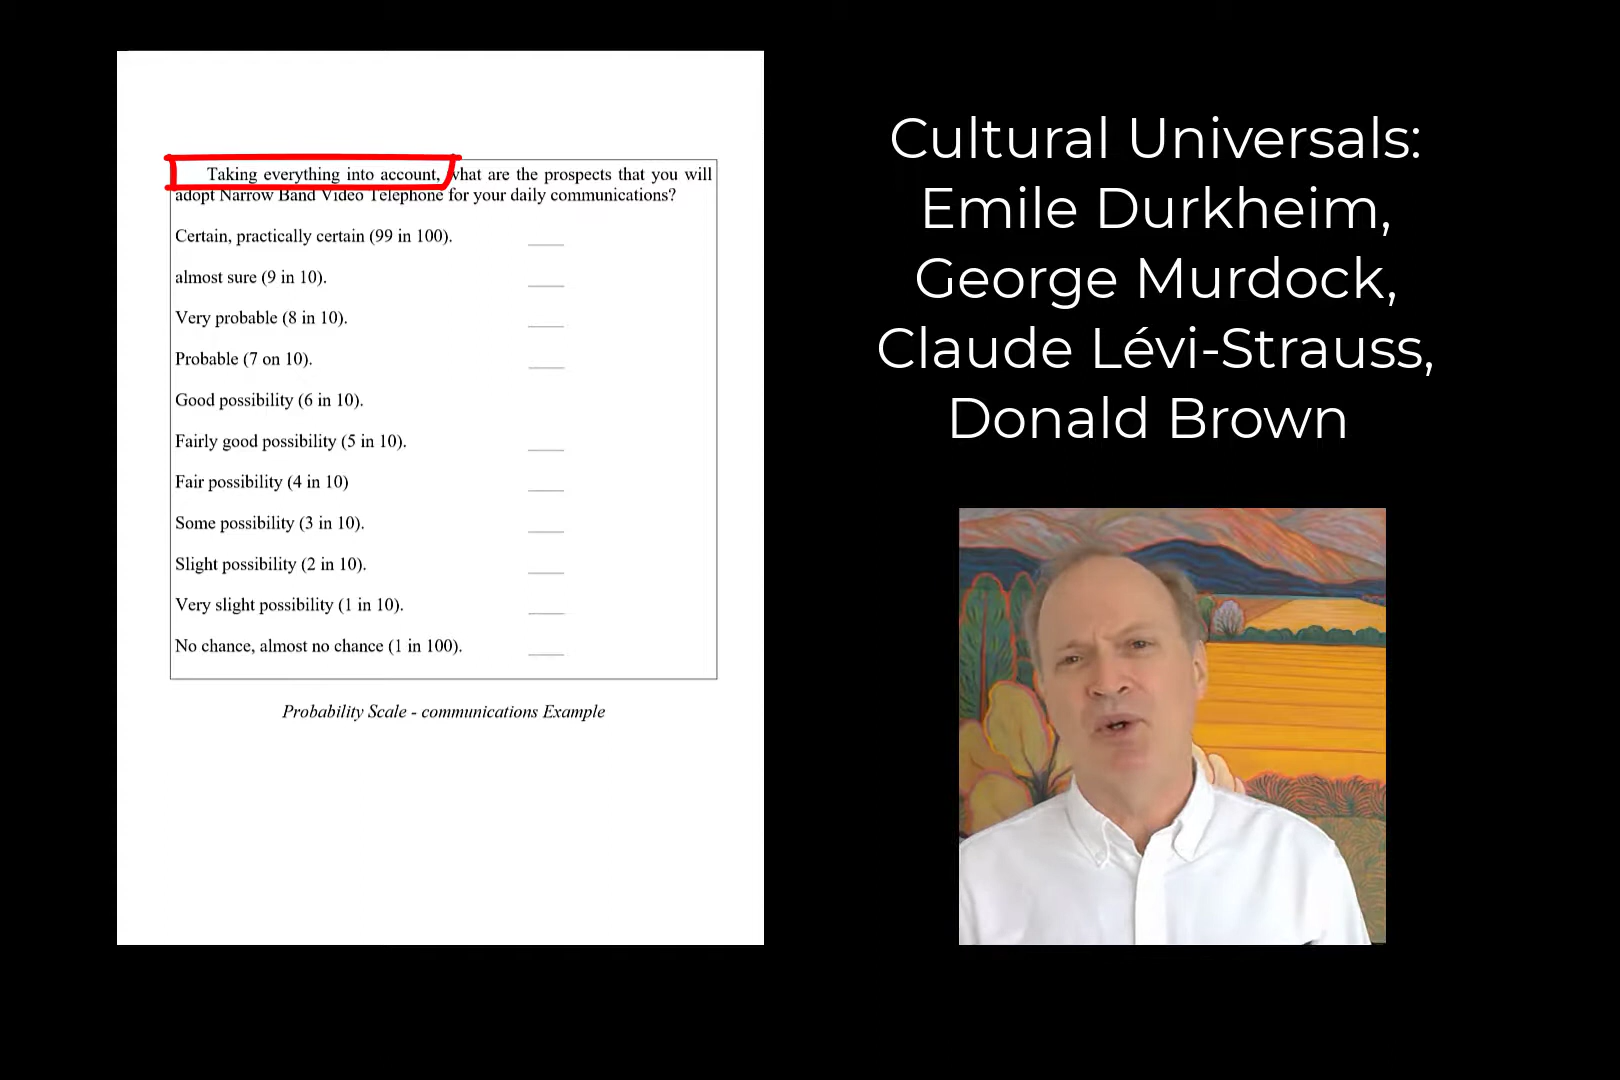 Taking everything into account, what are the prospects that you will
adopt Narrow Band Video Telephone for your daily communications?
Certain, practically certain (99 in 100).
almost sure (9 in 10).
Very probable (8 in 10).
Probable (7 on 10).
Good possibility (6 in 10).
Fairly good possibility (5 in 10).
Fair possibility (4 in 10)
Some possibility (3 in 10).
Slight possibility (2 in 10).
Very slight possibility (1 in 10).
No chance, almost no chance (1 in 100).
Probability Scale - communications Example
Cultural Universals:
Emile Durkheim,
George Murdock,
Claude Lévi-Strauss,
Donald Brown